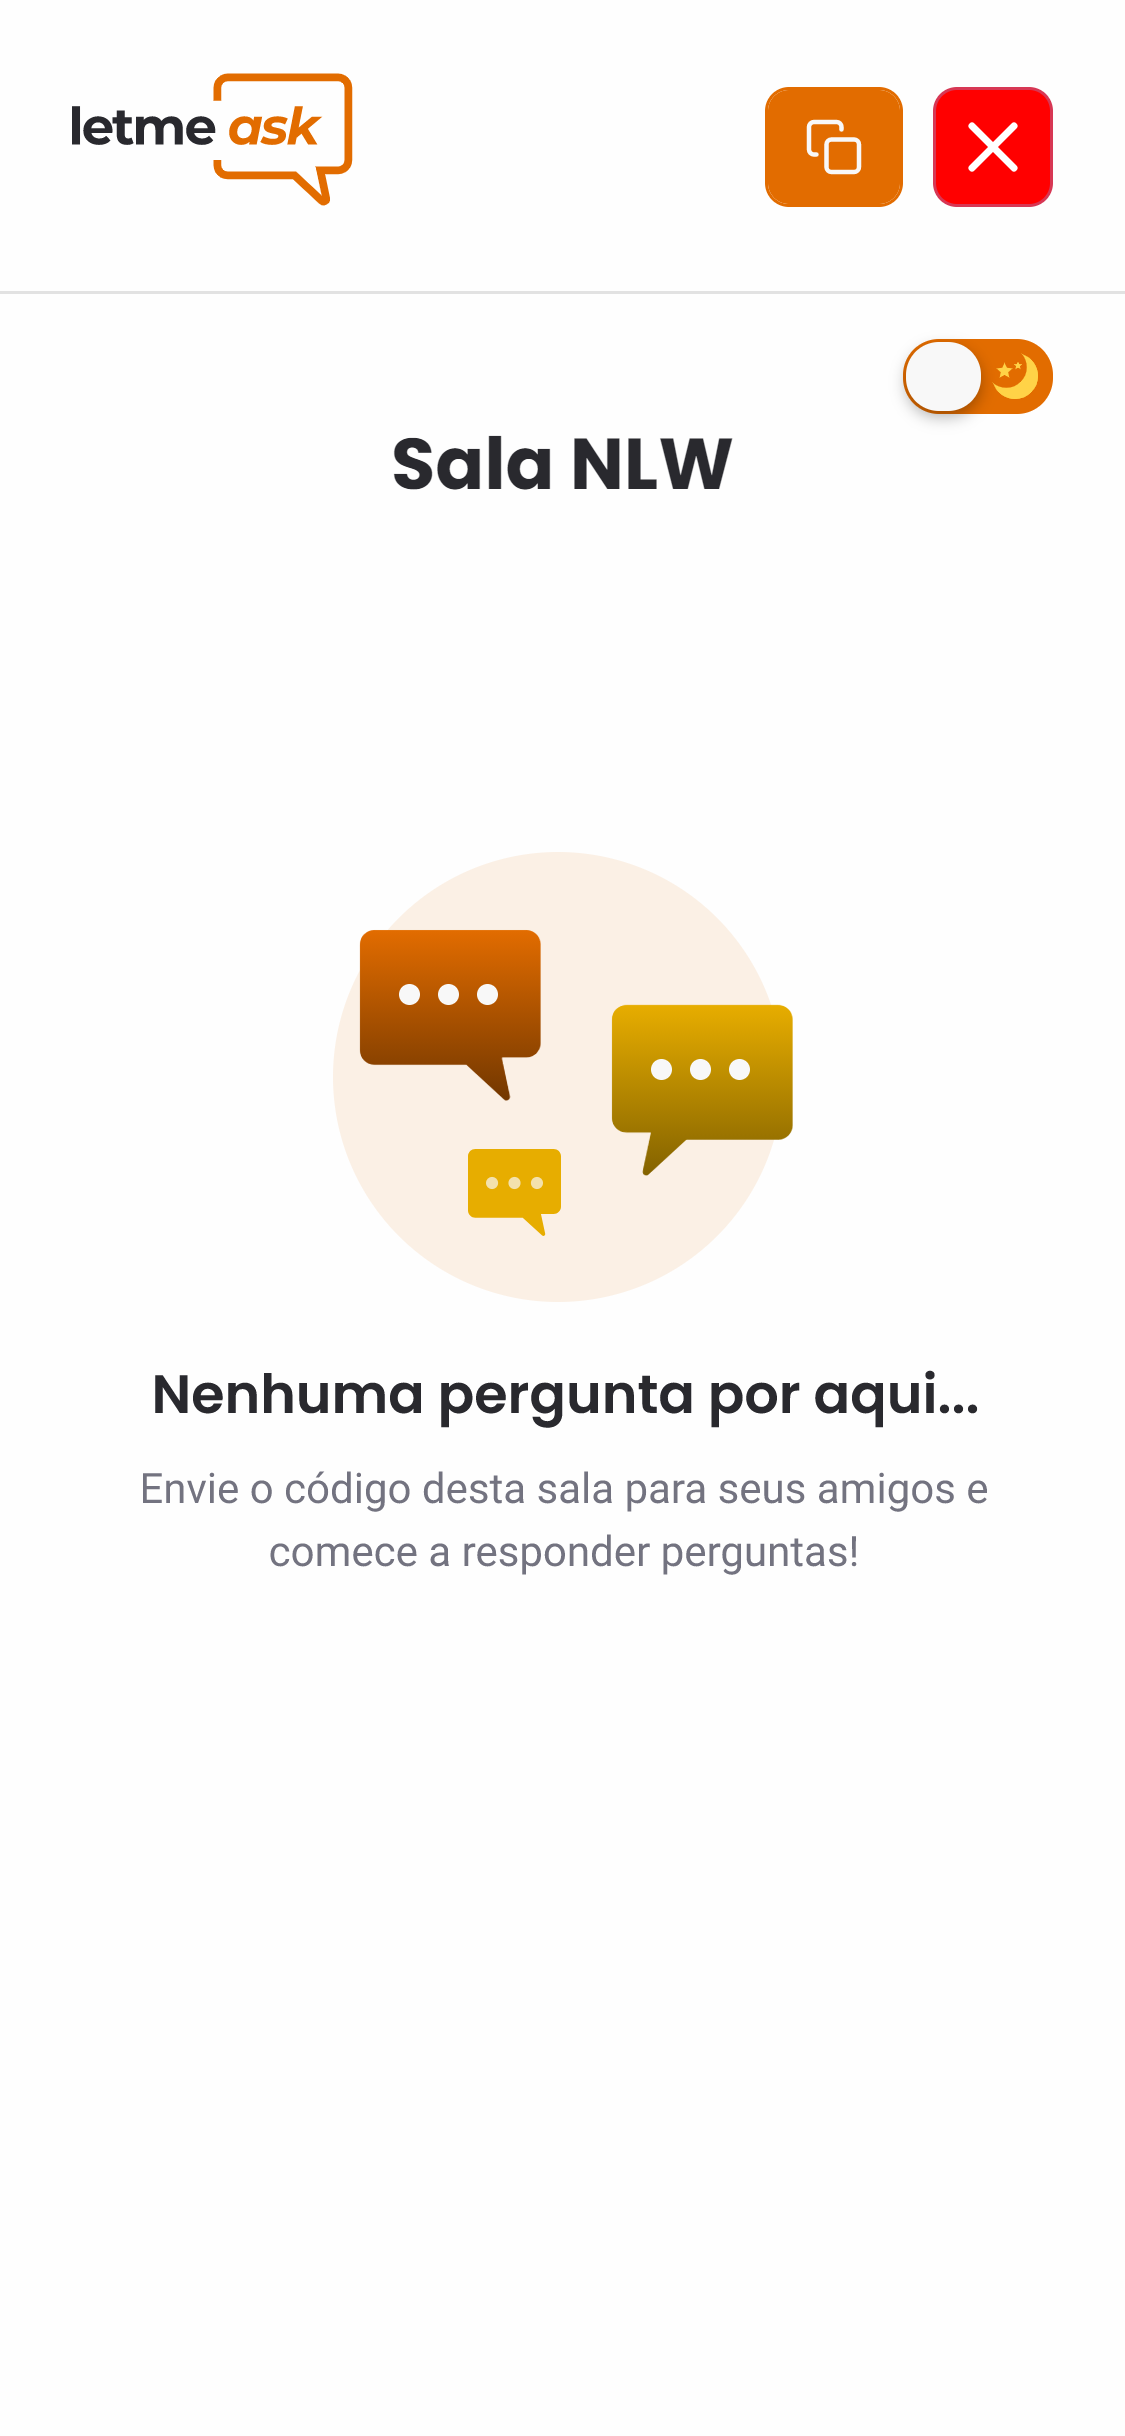 letme ask
Sala NLW
Nenhuma pergunta por aqui...
Envie o código desta sala para seus amigos e
comece a responder perguntas!